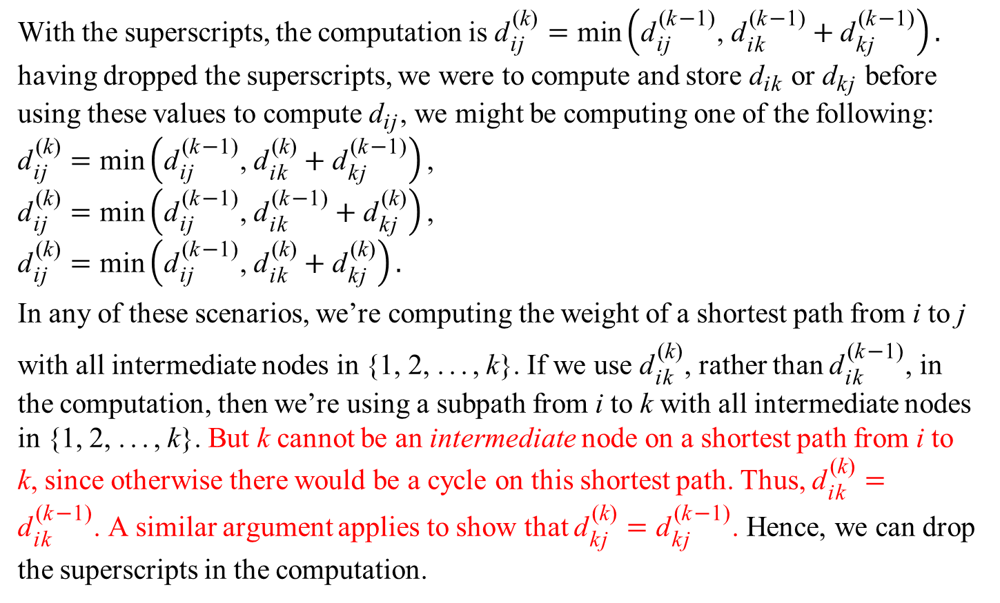 With the superscripts, the computation is $d_{ij}^{(k)} = \min\left(d_{ij}^{(k-1)}, d_{ik}^{(k-1)} + d_{kj}^{(k-1)}\right).$
having dropped the superscripts, we were to compute and store $d_{ik}$ or $d_{kj}$ before
using these values to compute $d_{ij}$, we might be computing one of the following:
$d_{ij}^{(k)} = \min\left(d_{ij}^{(k-1)}, d_{ik}^{(k)} + d_{kj}^{(k-1)}\right),$
$d_{ij}^{(k)} = \min\left(d_{ij}^{(k-1)}, d_{ik}^{(k-1)} + d_{kj}^{(k)}\right),$
$d_{ij}^{(k)} = \min\left(d_{ij}^{(k-1)}, d_{ik}^{(k)} + d_{kj}^{(k)}\right).$
In any of these scenarios, we’re computing the weight of a shortest path from $i$ to $j$
with all intermediate nodes in $\{1, 2, \ldots, k\}$. If we use $d_{ik}^{(k)}$, rather than $d_{ik}^{(k-1)}$, in
the computation, then we’re using a subpath from $i$ to $k$ with all intermediate nodes
in $\{1, 2, \ldots, k\}$. But $k$ cannot be an intermediate node on a shortest path from $i$ to
$k$, since otherwise there would be a cycle on this shortest path. Thus, $d_{ik}^{(k)} =$
$d_{ik}^{(k-1)}$. A similar argument applies to show that $d_{kj}^{(k)} = d_{kj}^{(k-1)}$. Hence, we can drop
the superscripts in the computation.